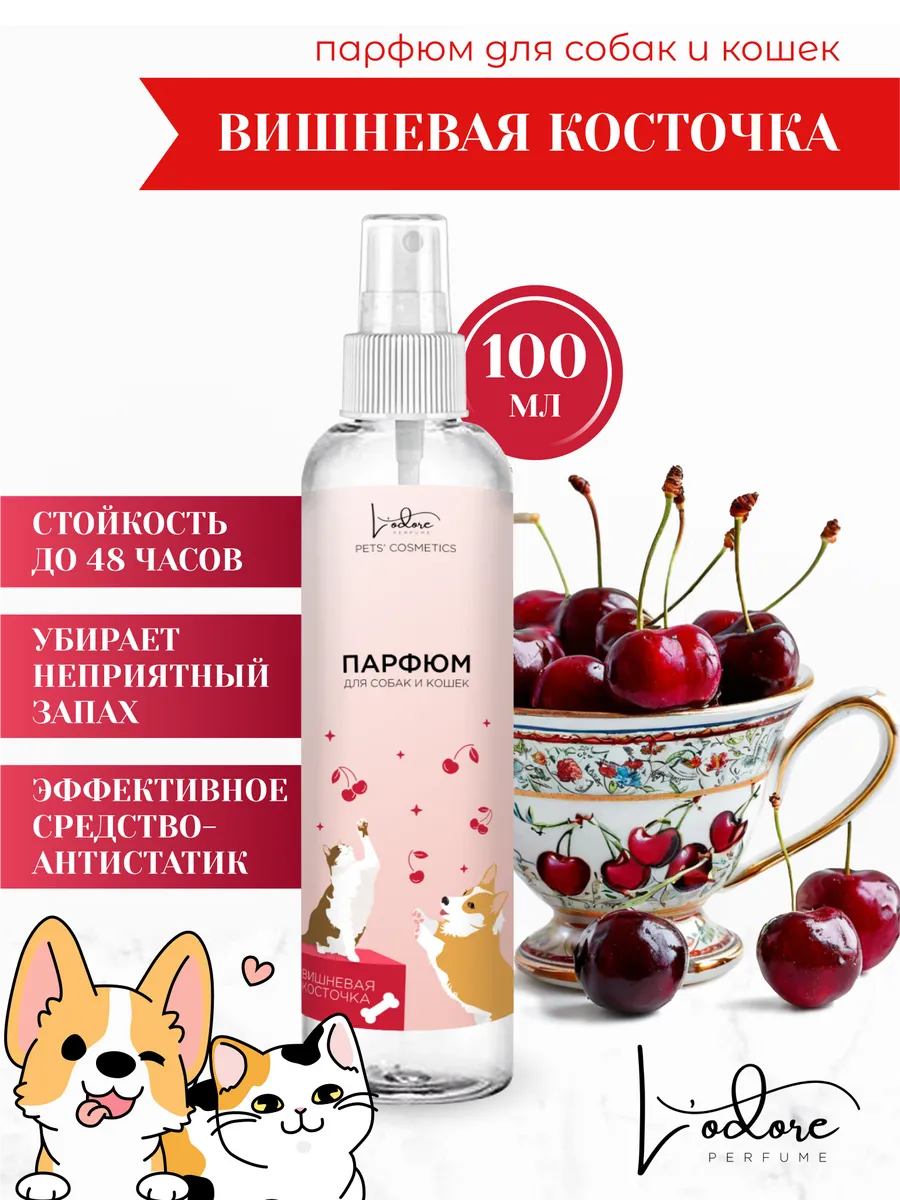 парфюм для собак и кошек
ВИШНЕВАЯ КОСТОЧКА
100
МЛ
СТОЙКОСТЬ
ДО 48 ЧАСОВ
УБИРАЕТ
НЕПРИЯТНЫЙ
ЗАПАХ
ЭФФЕКТИВНОЕ
СРЕДСТВО-
АНТИСТАТИК
L'odore
PERFUME
PETS' COSMETICS
ПАРФЮМ
ДЛЯ СОБАК И КОШЕК
ВИШНЕВАЯ
КОСТОЧКА
L'odore
PERFUME